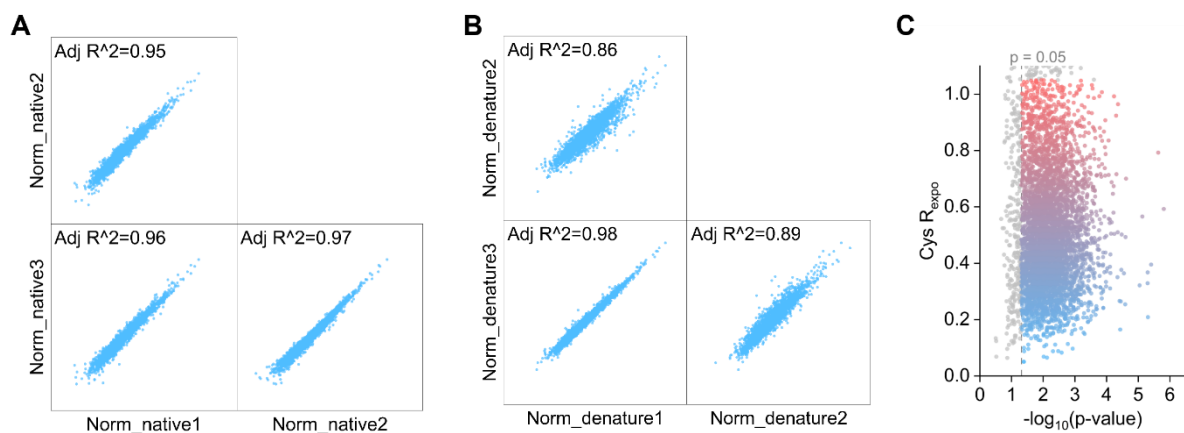 A
Adj R^2=0.95
Norm_native2
Adj R^2=0.96
Adj R^2=0.97
Norm_native3
Norm_native1
Norm_native2
B
Adj R^2=0.86
Norm_denature2
Adj R^2=0.98
Adj R^2=0.89
Norm_denature3
Norm_denature1
Norm_denature2
C
p = 0.05
1.0
0.8
0.6
0.4
0.2
0.0
Cys R_expo
0 1 2 3 4 5 6
-log10(p-value)